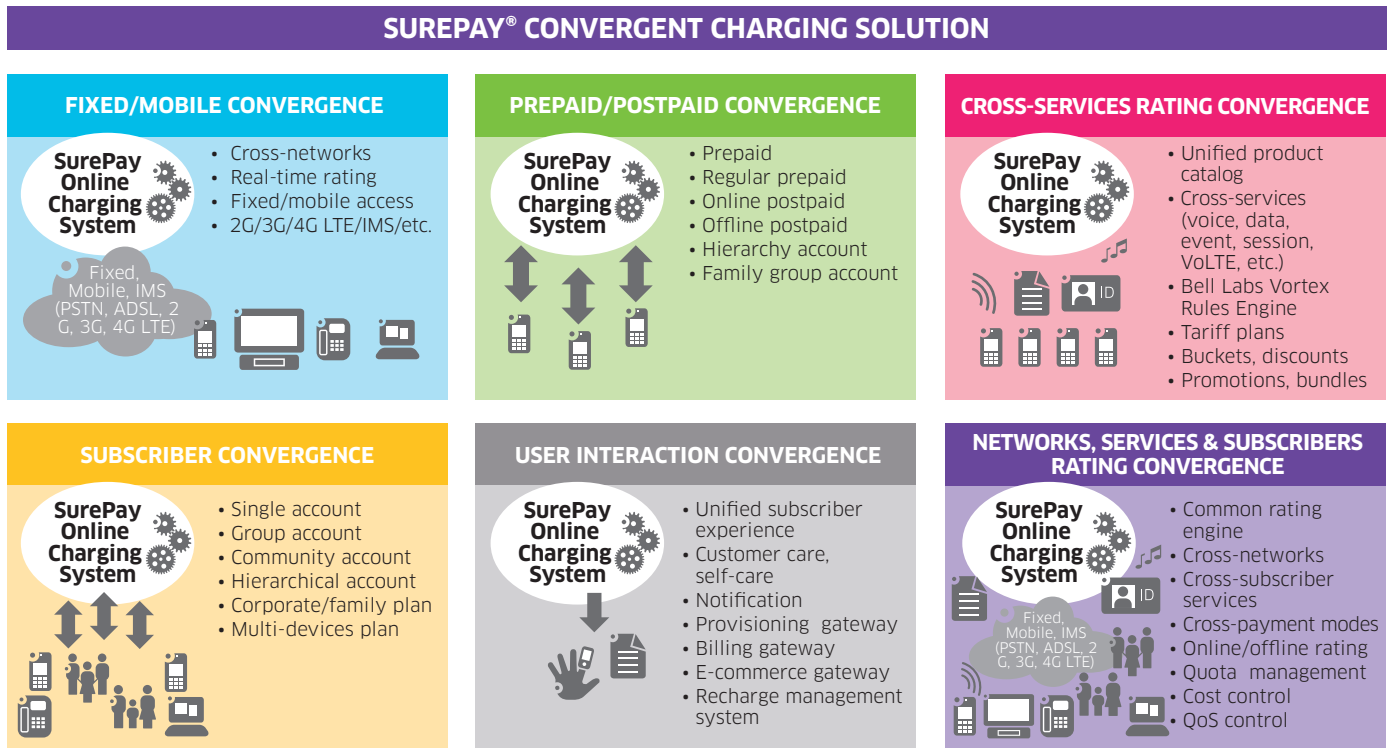 SUREPAY® CONVERGENT CHARGING SOLUTION
FIXED/MOBILE CONVERGENCE
SurePay
Online
Charging
System
• Cross-networks
• Real-time rating
• Fixed/mobile access
• 2G/3G/4G LTE/IMS/etc.
Fixed,
Mobile, IMS
(PSTN, ADSL, 2
G, 3G, 4G LTE)
PREPAID/POSTPAID CONVERGENCE
SurePay
Online
Charging
System
• Prepaid
• Regular prepaid
• Online postpaid
• Offline postpaid
• Hierarchy account
• Family group account
CROSS-SERVICES RATING CONVERGENCE
SurePay
Online
Charging
System
ID
• Unified product
catalog
• Cross-services
(voice, data,
event, session,
VoLTE, etc.)
• Bell Labs Vortex
Rules Engine
• Tariff plans
• Buckets, discounts
• Promotions, bundles
SUBSCRIBER CONVERGENCE
SurePay
Online
Charging
System
• Single account
• Group account
• Community account
• Hierarchical account
• Corporate/family plan
• Multi-devices plan
USER INTERACTION CONVERGENCE
SurePay
Online
Charging
System
• Unified subscriber
experience
• Customer care,
self-care
• Notification
• Provisioning gateway
• Billing gateway
• E-commerce gateway
• Recharge management
system
NETWORKS, SERVICES & SUBSCRIBERS
RATING CONVERGENCE
SurePay
Online
Charging
System
ID
Fixed,
Mobile, IMS
(PSTN, ADSL, 2
G, 3G, 4G LTE)
• Common rating
engine
• Cross-networks
• Cross-subscriber
services
• Cross-payment modes
• Online/offline rating
• Quota management
• Cost control
• QoS control